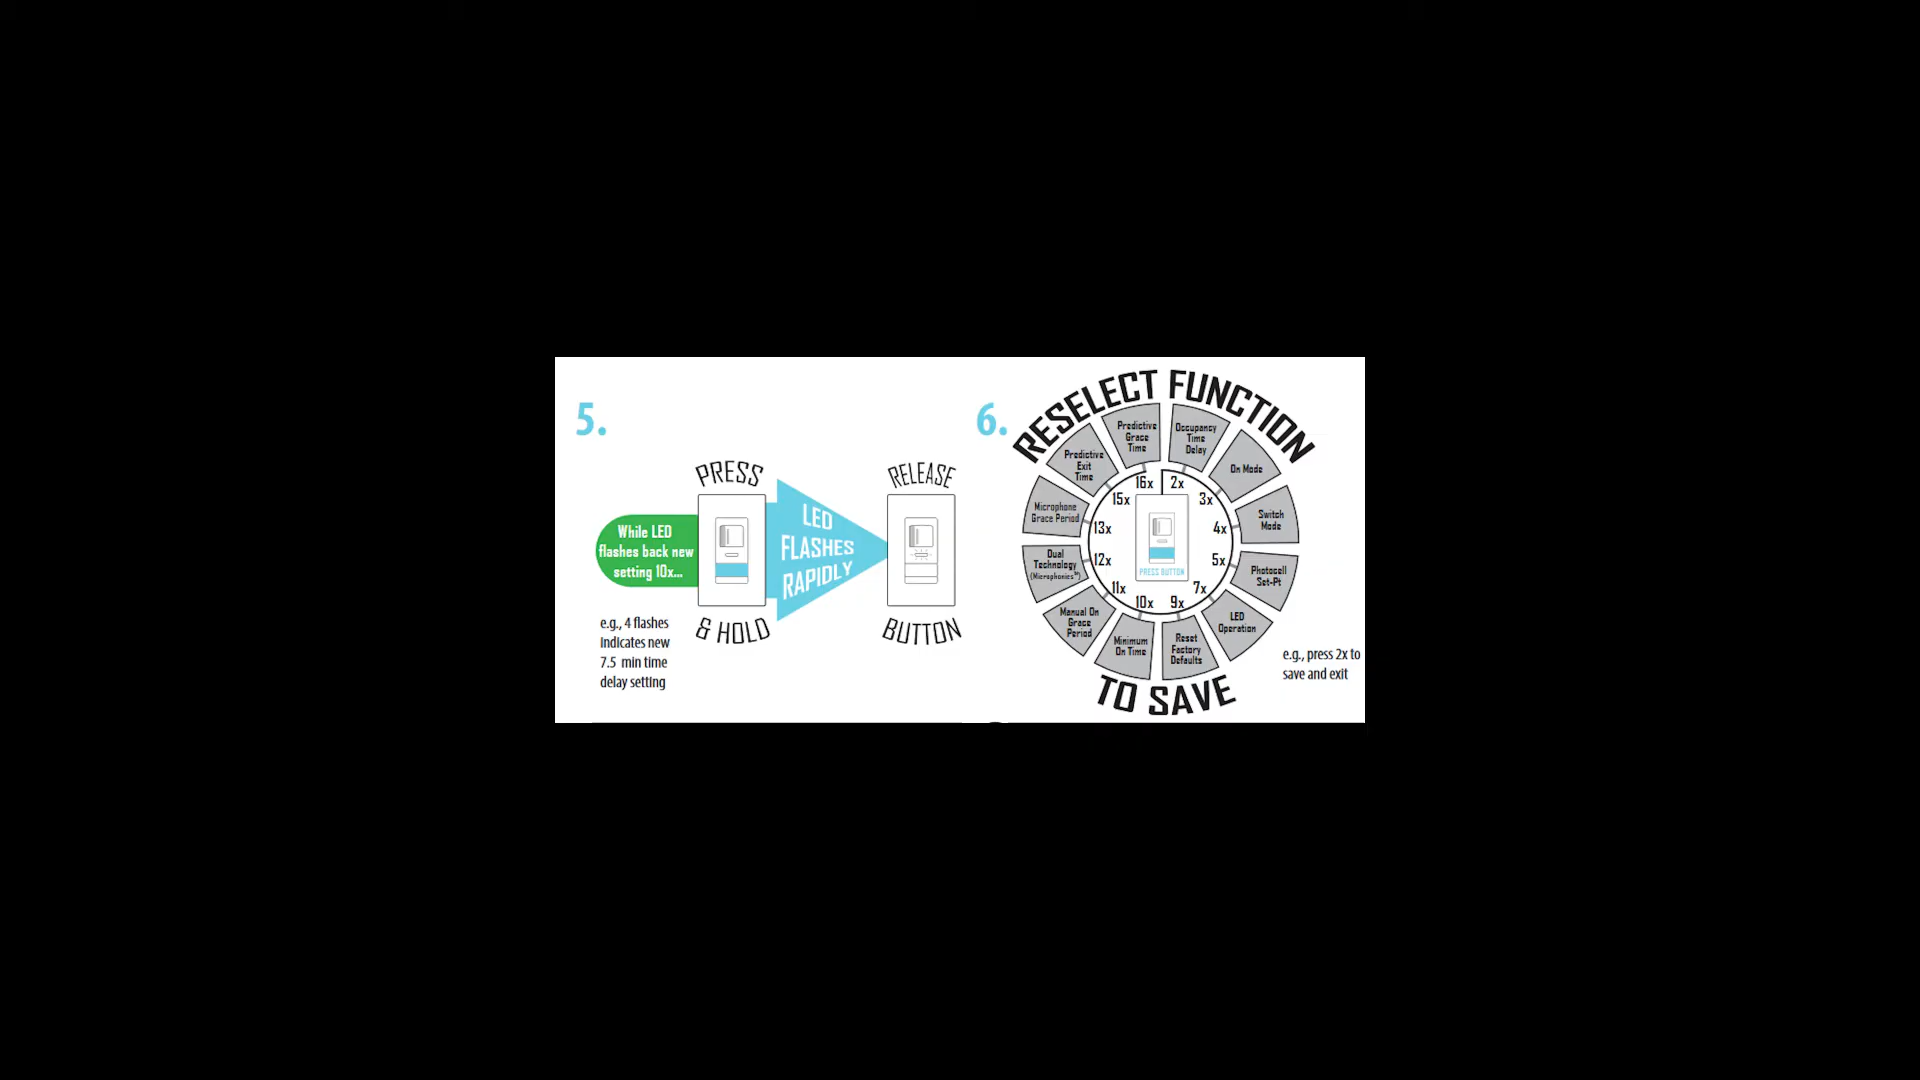 5.
PRESS
While LED
flashes back new
setting 10x...
& HOLD
LED
FLASHES
RAPIDLY
RELEASE
BUTTON
e.g., 4 flashes
indicates new
7.5 min time
delay setting
6.
RESELECT FUNCTION
Occupancy
Time
Delay
2x
On Mode
3x
Switch
Mode
4x
Photocell
Set-Pt
5x
LED
Operation
7x
Reset
Factory
Defaults
9x
Minimum
On Time
10x
Manual On
Grace
Period
11x
Dual
Technology
(Microphonics™)
12x
Microphone
Grace Period
13x
Predictive
Exit
Time
15x
Predictive
Grace
Time
16x
PRESS BUTTON
TO SAVE
e.g., press 2x to
save and exit